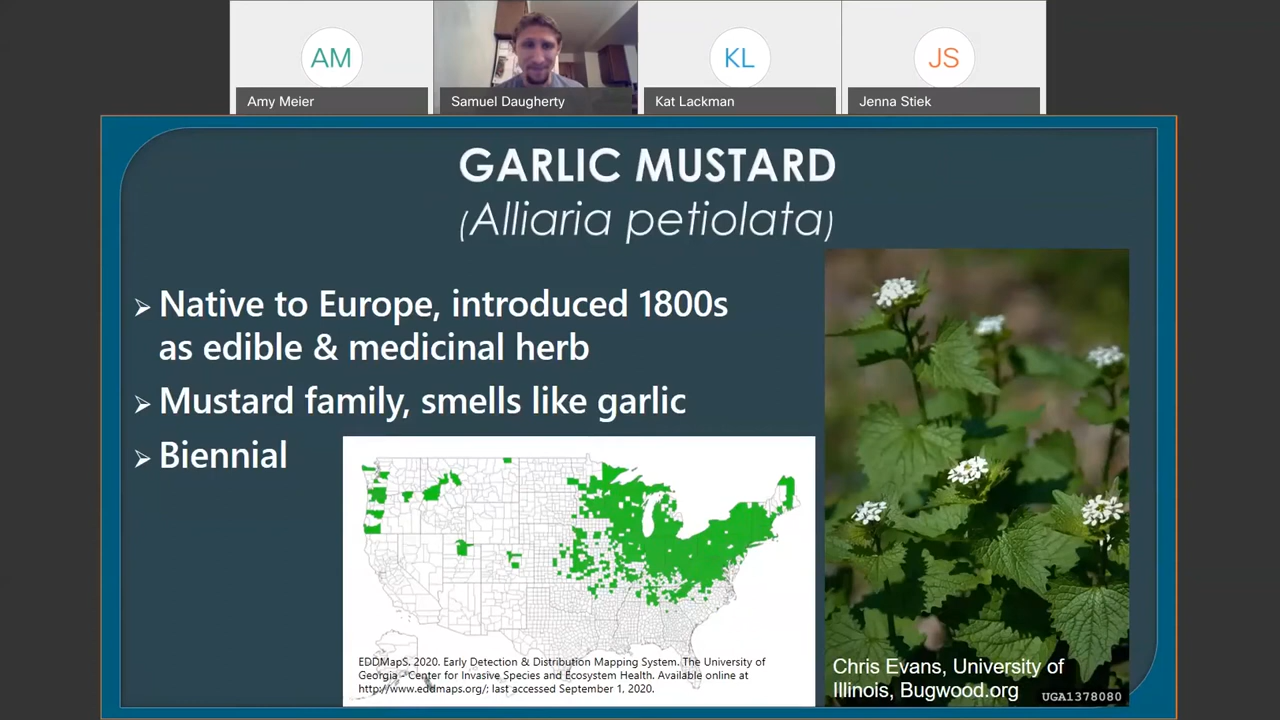 AM
KL
JS
Amy Meier
Samuel Daugherty
Kat Lackman
Jenna Stiek
GARLIC MUSTARD
(Alliaria petiolata)
➢ Native to Europe, introduced 1800s
as edible & medicinal herb
➢ Mustard family, smells like garlic
➢ Biennial
EDDMapS. 2020. Early Detection & Distribution Mapping System. The University of
Georgia - Center for Invasive Species and Ecosystem Health. Available online at
http://www.eddmaps.org/; last accessed September 1, 2020.
Chris Evans, University of
Illinois, Bugwood.org
UGA1378080